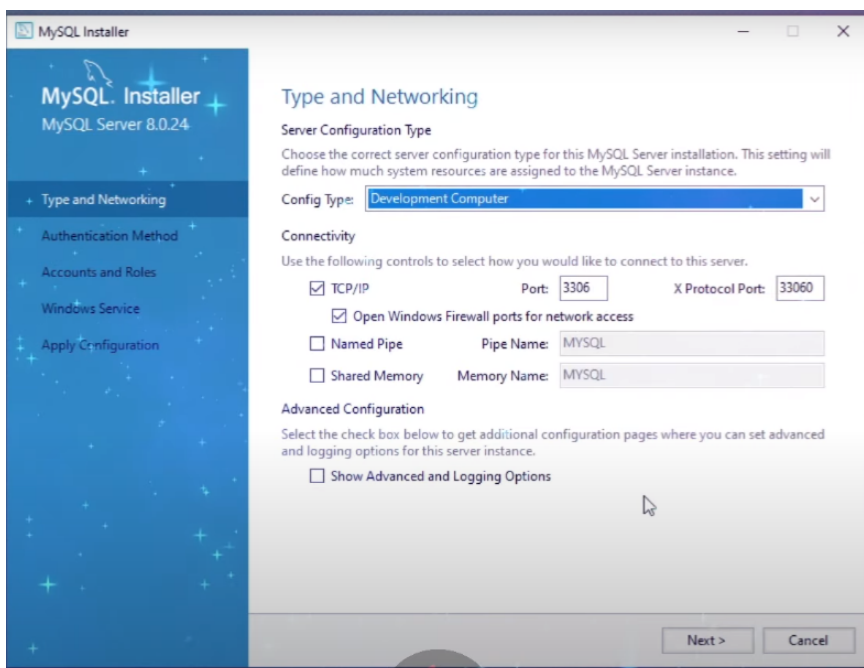 MySQL Installer
MySQL. Installer
MySQL Server 8.0.24
Type and Networking
Authentication Method
Accounts and Roles
Windows Service
Apply Configuration
Type and Networking
Server Configuration Type
Choose the correct server configuration type for this MySQL Server installation. This setting will
define how much system resources are assigned to the MySQL Server instance.
Config Type: Development Computer
Connectivity
Use the following controls to select how you would like to connect to this server.
TCP/IP Port: 3306 X Protocol Port: 33060
Open Windows Firewall ports for network access
Named Pipe Pipe Name: MYSQL
Shared Memory Memory Name: MYSQL
Advanced Configuration
Select the check box below to get additional configuration pages where you can set advanced
and logging options for this server instance.
Show Advanced and Logging Options
Next > Cancel